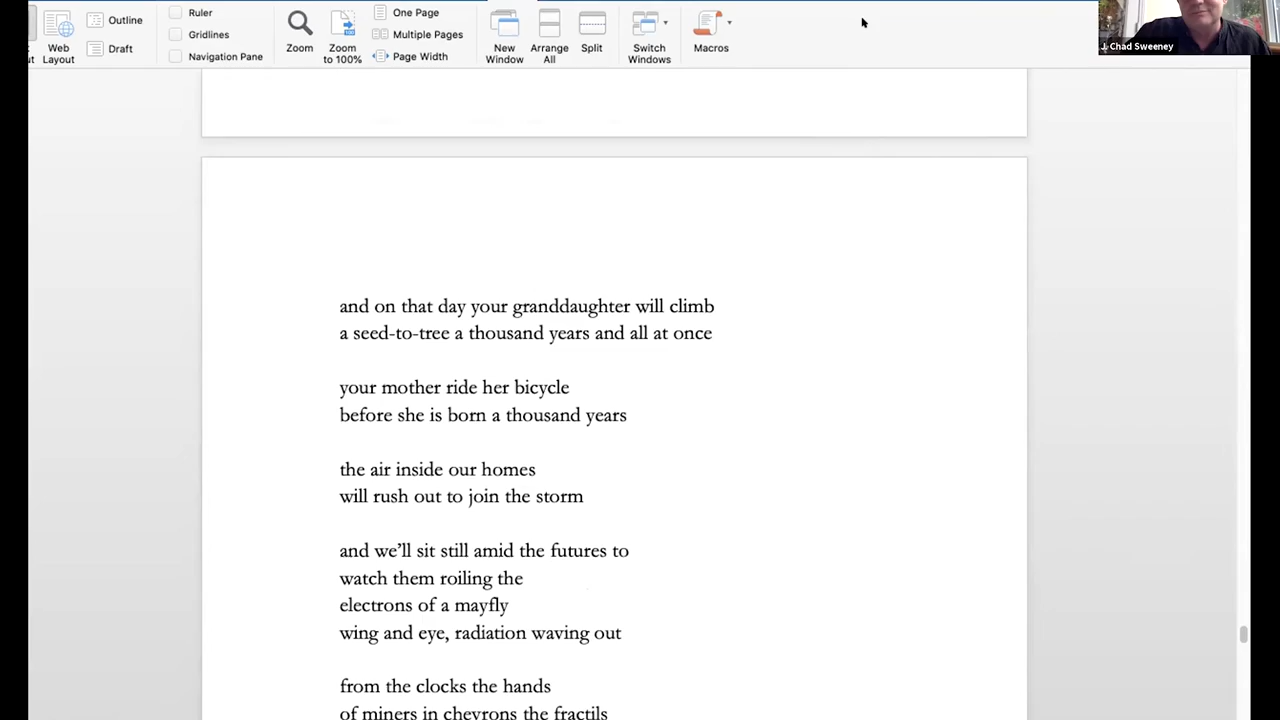 Outline
Draft
Web
Layout
ut
Ruler
Gridlines
Navigation Pane
Zoom
Zoom
to 100%
One Page
Multiple Pages
Page Width
New
Window
Arrange
All
Split
Switch
Windows
Macros
J. Chad Sweeney
and on that day your granddaughter will climb
a seed-to-tree a thousand years and all at once
your mother ride her bicycle
before she is born a thousand years
the air inside our homes
will rush out to join the storm
and we’ll sit still amid the futures to
watch them roiling the
electrons of a mayfly
wing and eye, radiation waving out
from the clocks the hands
of miners in chevrons the fractils